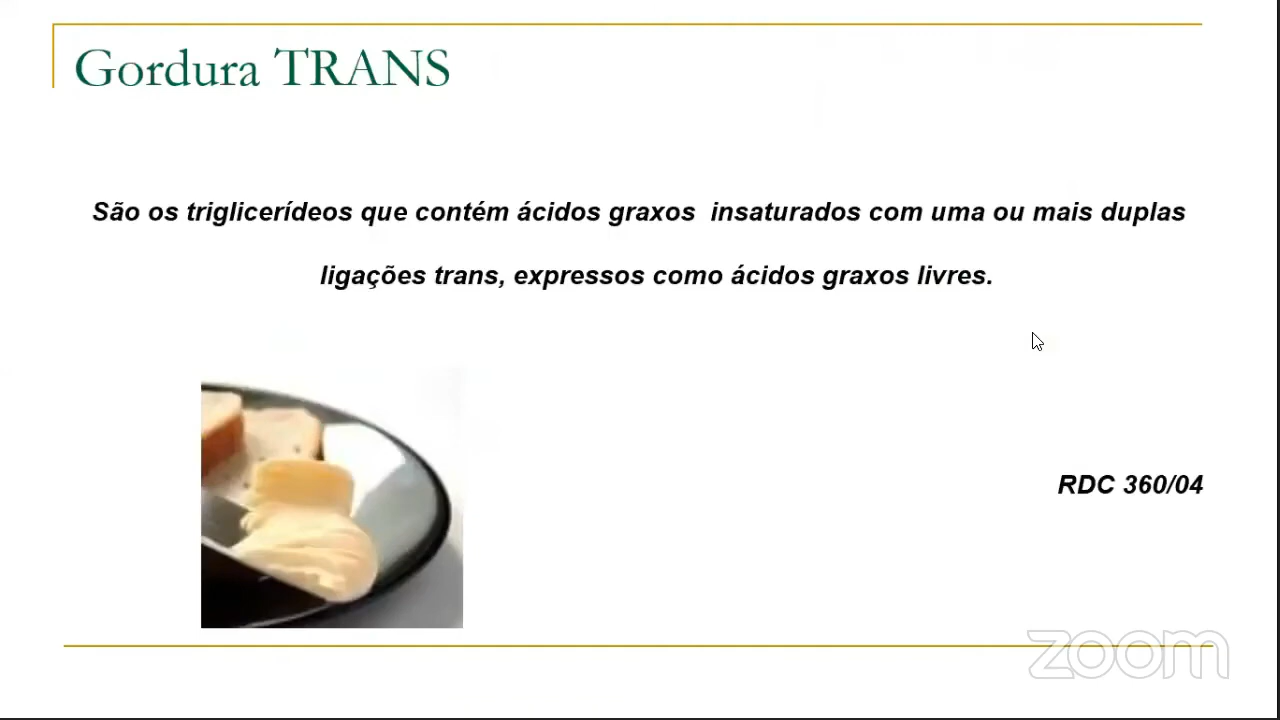 Gordura TRANS
São os triglicerídeos que contém ácidos graxos insaturados com uma ou mais duplas
ligações trans, expressos como ácidos graxos livres.
RDC 360/04
zoom